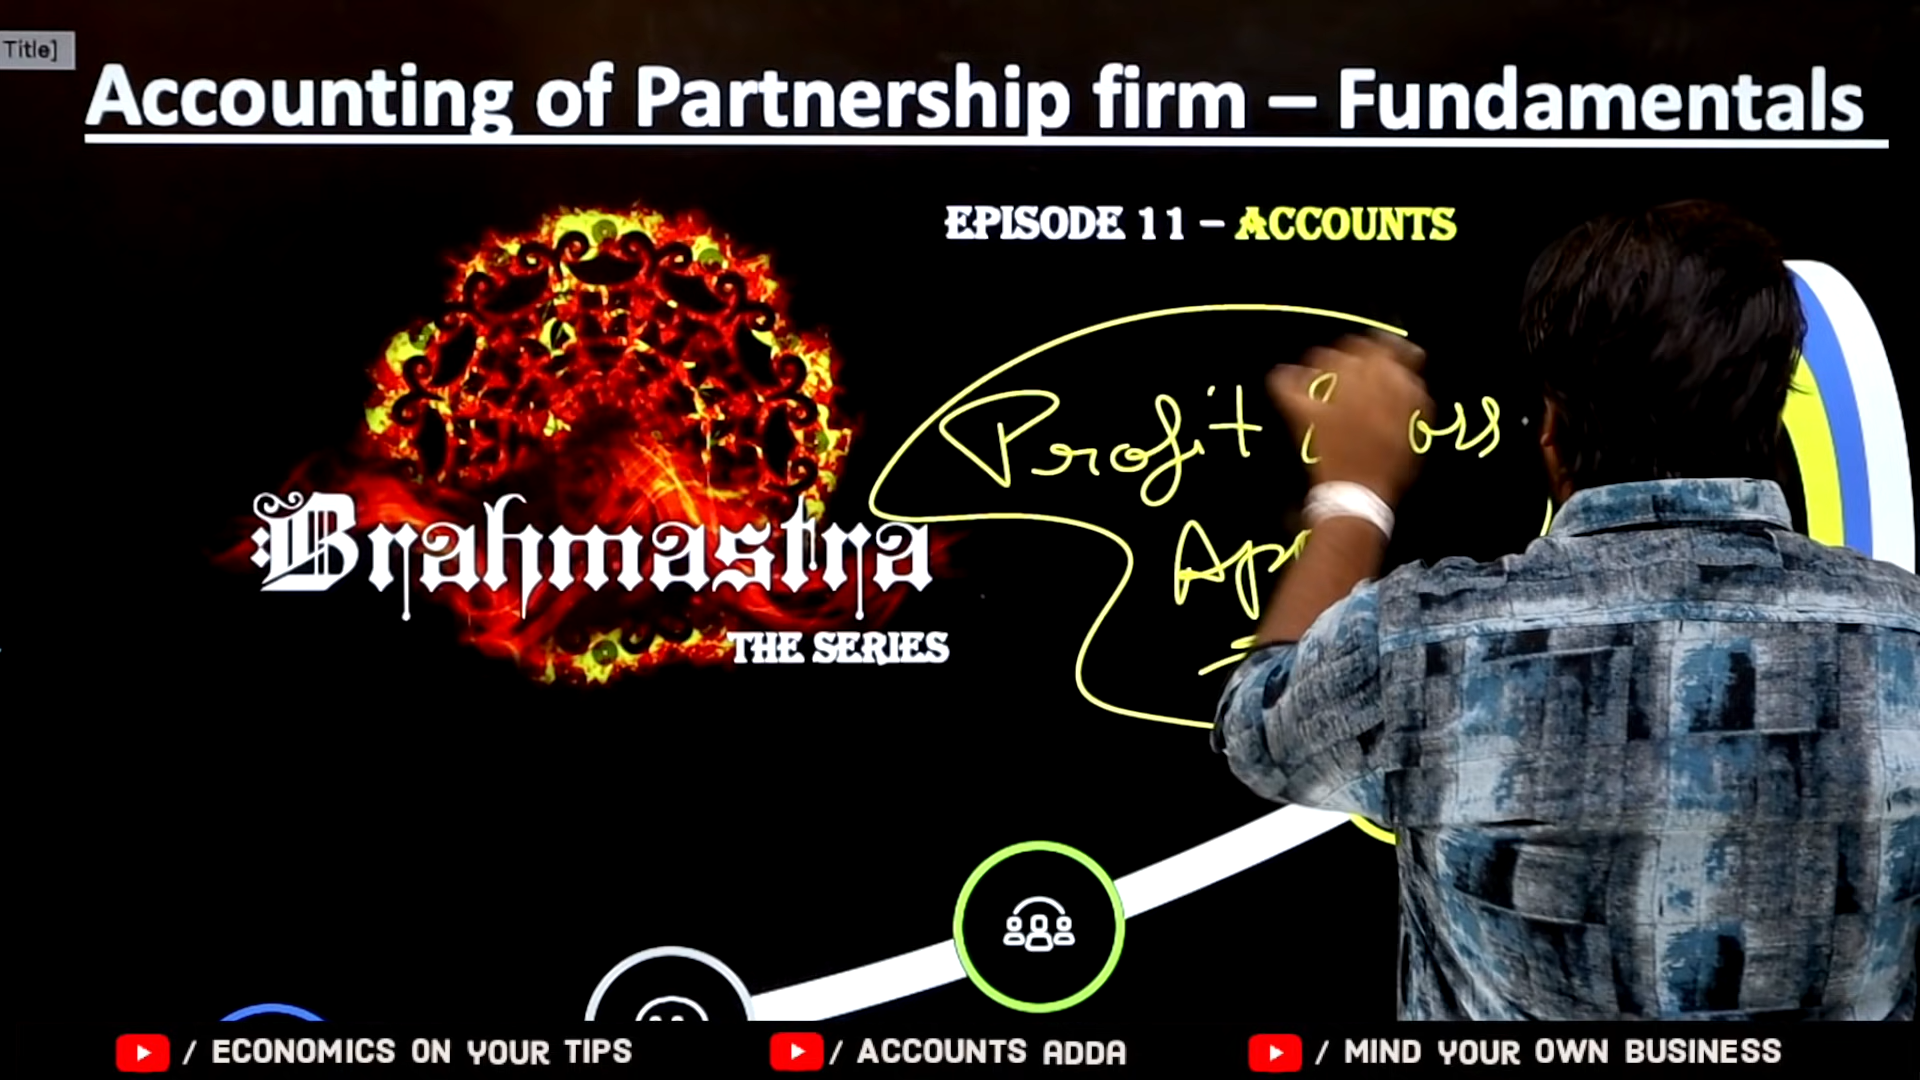 Title]
Accounting of Partnership firm – Fundamentals
EPISODE 11 – ACCOUNTS
Profit
Brahmastra
THE SERIES
/ ECONOMICS ON YOUR TIPS
/ ACCOUNTS ADDA
/ MIND YOUR OWN BUSINESS